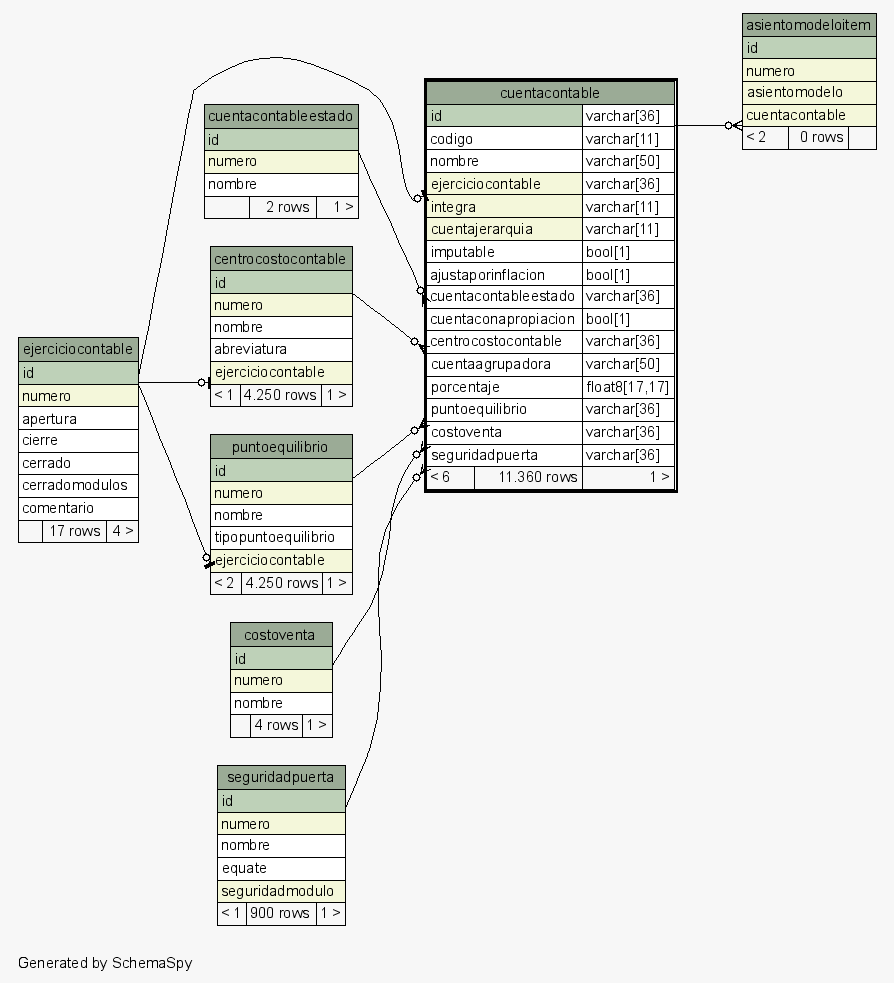 asientomodeloitem
id
numero
asientomodelo
cuentacontable
< 2 0 rows
cuentacontable
id varchar[36]
codigo varchar[11]
nombre varchar[50]
ejerciciocontable varchar[36]
integra varchar[11]
cuentajerarquia varchar[11]
imputable bool[1]
ajustaporinflacion bool[1]
cuentacontableestado varchar[36]
cuentaconapropiacion bool[1]
centrocostocontable varchar[36]
cuentaagrupadora varchar[50]
porcentaje float8[17,17]
puntoequilibrio varchar[36]
costoventa varchar[36]
seguridadpuerta varchar[36]
< 6 11.360 rows 1 >
cuentacontableestado
id
numero
nombre
2 rows 1 >
centrocostocontable
id
numero
nombre
abreviatura
ejerciciocontable
< 1 4.250 rows 1 >
ejerciciocontable
id
numero
apertura
cierre
cerrado
cerradomodulos
comentario
17 rows 4 >
puntoequilibrio
id
numero
nombre
tipopuntoequilibrio
ejerciciocontable
< 2 4.250 rows 1 >
costoventa
id
numero
nombre
4 rows 1 >
seguridadpuerta
id
numero
nombre
equate
seguridadmodulo
< 1 900 rows 1 >
Generated by SchemaSpy